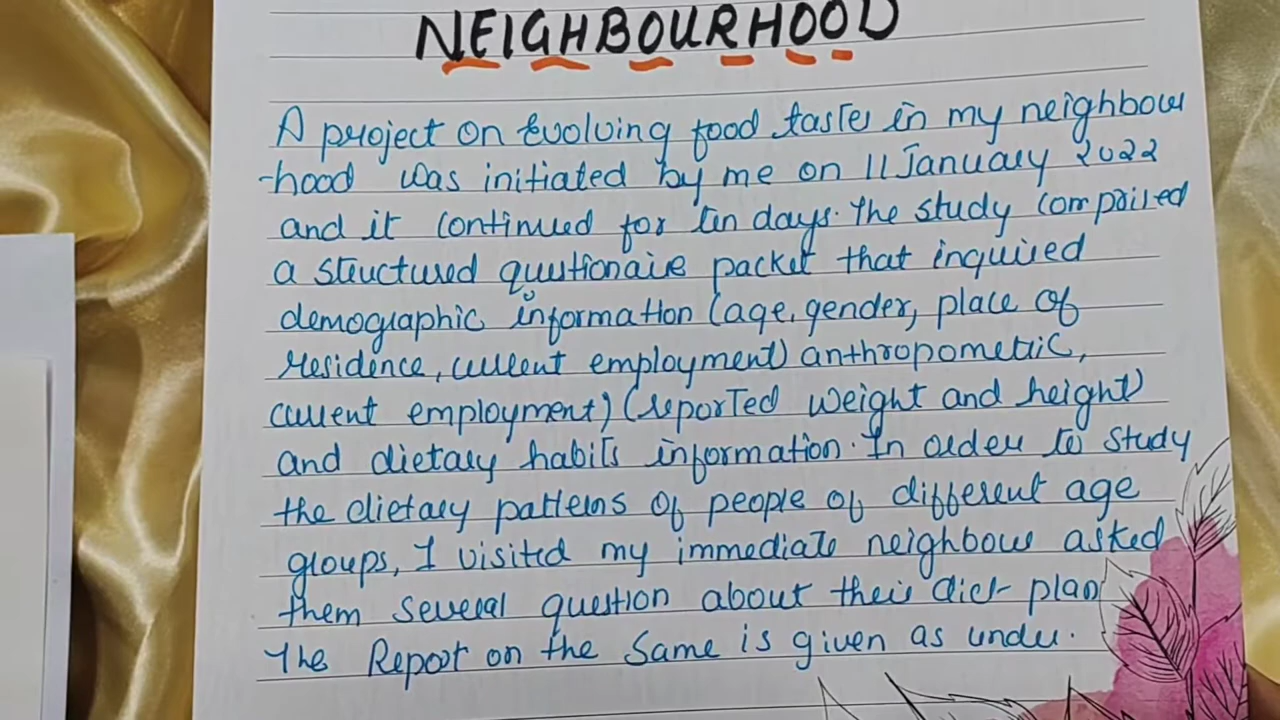 NEIGHBOURHOOD
A project on Evolving food tastes in my neighbour
-hood was initiated by me on 11 January 2022
and it continued for ten days. The study compaired
a structured questionaire packet that inquired
demographic information (age, gender, place of
residence, current employment) anthropometric,
current employment) (reported weight and height)
and dietary habits information. In order to study
the dietary patterns of people of different age
groups, I visited my immediate neighbour asked
them several question about their diet plan
The Report on the Same is given as under.